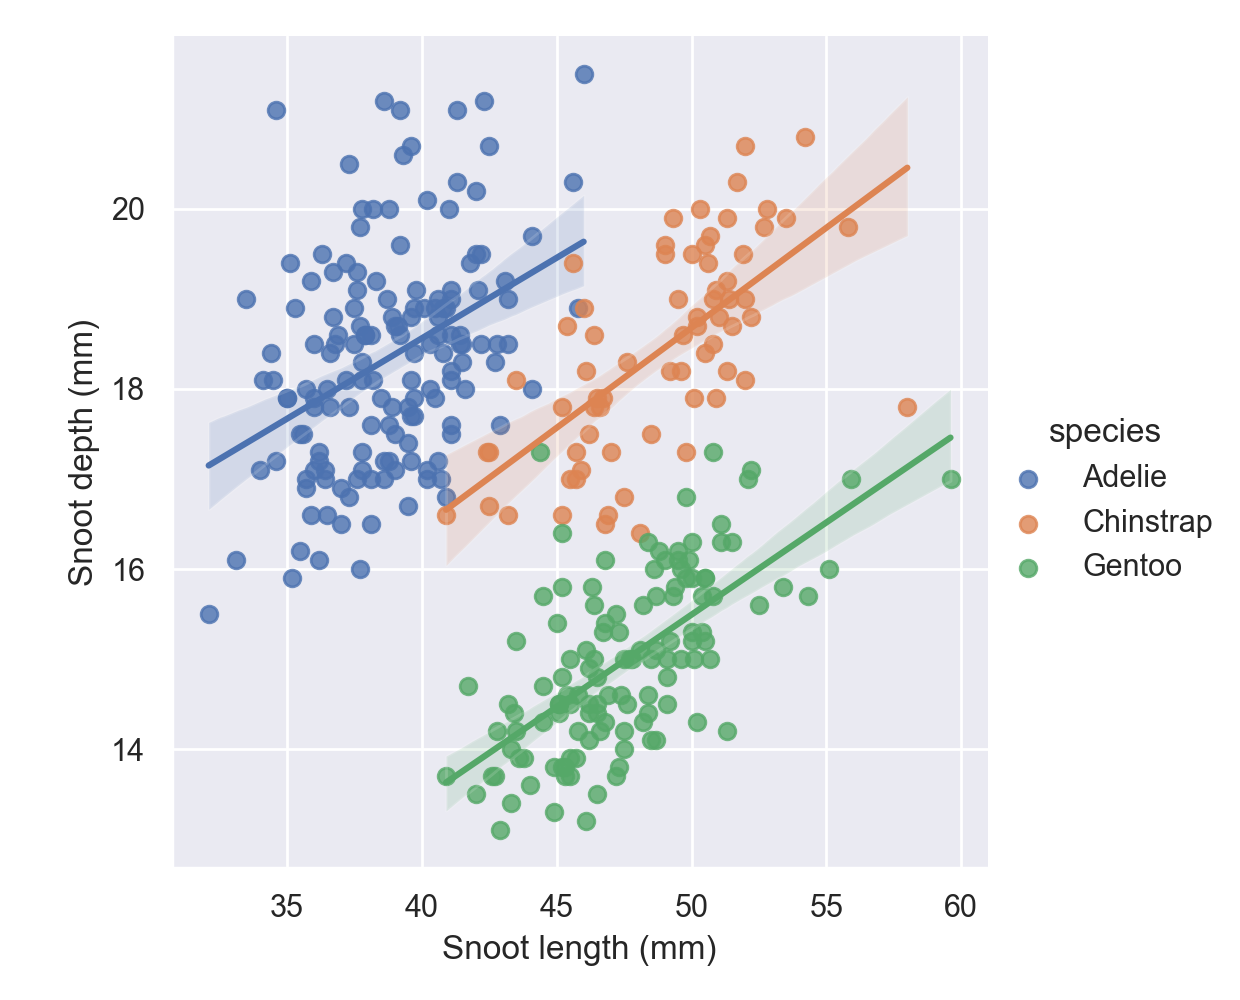 20
18
16
14
Snoot depth (mm)
35 40 45 50 55 60
Snoot length (mm)
species
Adelie
Chinstrap
Gentoo